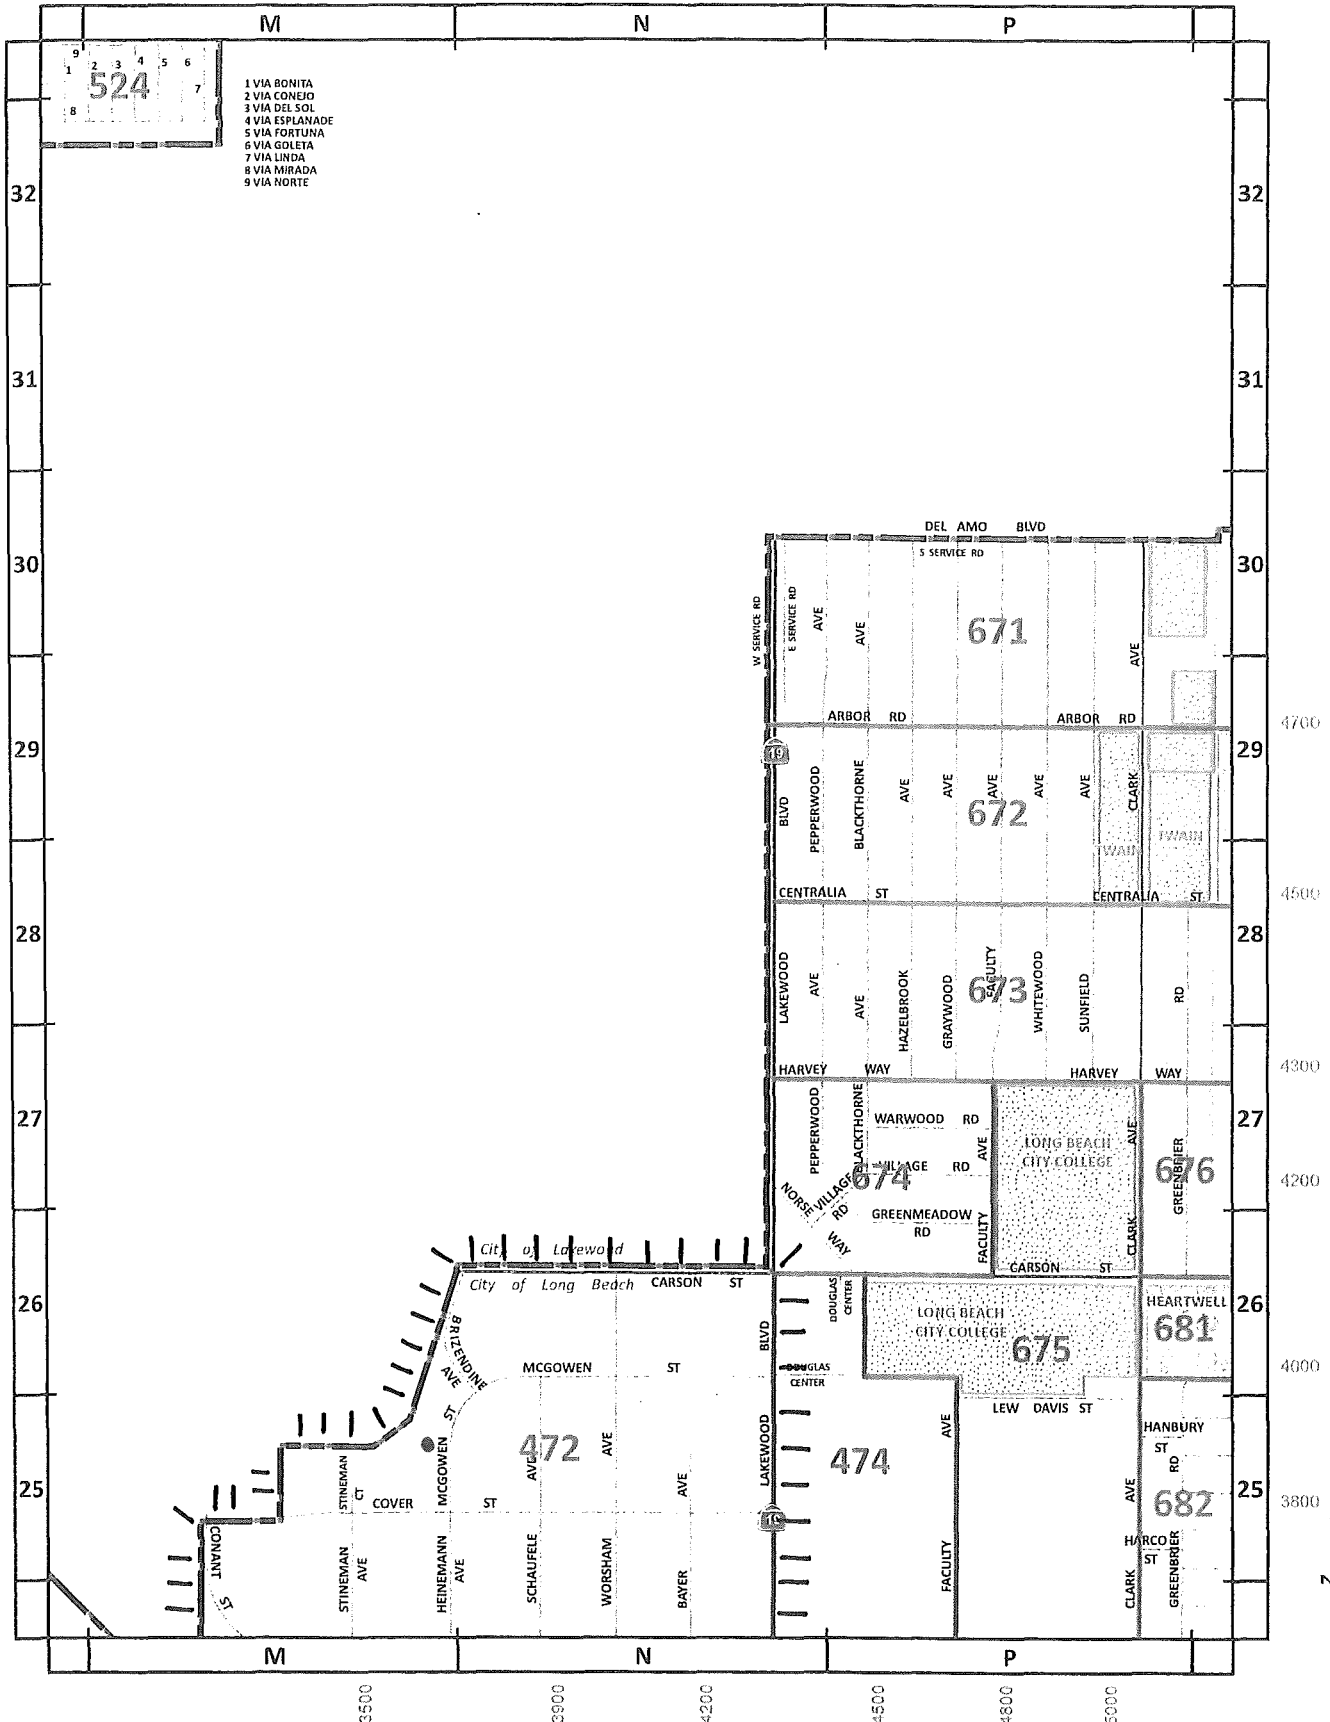 M N P
9
1 2 3 4 5 6
524
7
8
1 VIA BONITA
2 VIA CONEJO
3 VIA DEL SOL
4 VIA ESPLANADE
5 VIA FORTUNA
6 VIA GOLETA
7 VIA LINDA
8 VIA MIRADA
9 VIA NORTE
32 32
31 31
DEL AMO BLVD
S SERVICE RD
30 30
W SERVICE RD
E SERVICE RD
AVE
AVE
671
AVE
ARBOR RD ARBOR RD
4700
29 29
19
BLVD
PEPPERWOOD
BLACKTHORNE
AVE
AVE
AVE
AVE
AVE
CLARK
672
TWAIN
TWAIN
CENTRALIA ST CENTRALIA ST
4500
28 28
LAKEWOOD
AVE
AVE
HAZELBROOK
GRAYWOOD
FACULTY
673
WHITEWOOD
SUNFIELD
RD
HARVEY WAY HARVEY WAY
4300
27 27
PEPPERWOOD
BLACKTHORNE
WARWOOD RD
AVE
LONG BEACH
CITY COLLEGE
AVE
676
GREENBRIER
VILLAGE RD
674
4200
NORSE
VILLAGE
RD
WAY
GREENMEADOW
RD
FACULTY
CLARK
City of Lakewood
City of Long Beach
CARSON ST
CARSON ST
26 26
BLVD
DOUGLAS
CENTER
LONG BEACH
CITY COLLEGE
675
HEARTWELL
681
BRIZENDINE
AVE
MCGOWEN ST
DOUGLAS
CENTER
4000
LEW DAVIS ST
HANBURY
ST
RD
MCGOWEN
ST
472
AVE
AVE
AVE
LAKEWOOD
474
AVE
AVE
682
25 25
STINEMAN
CT
COVER ST
3800
19
CONANT
ST
STINEMAN
AVE
HEINEMANN
AVE
SCHAUFELE
WORSHAM
BAYER
FACULTY
CLARK
HARCO
ST
GREENBRIER
Z
M N P
3500 3900 4200 4500 4800 5000